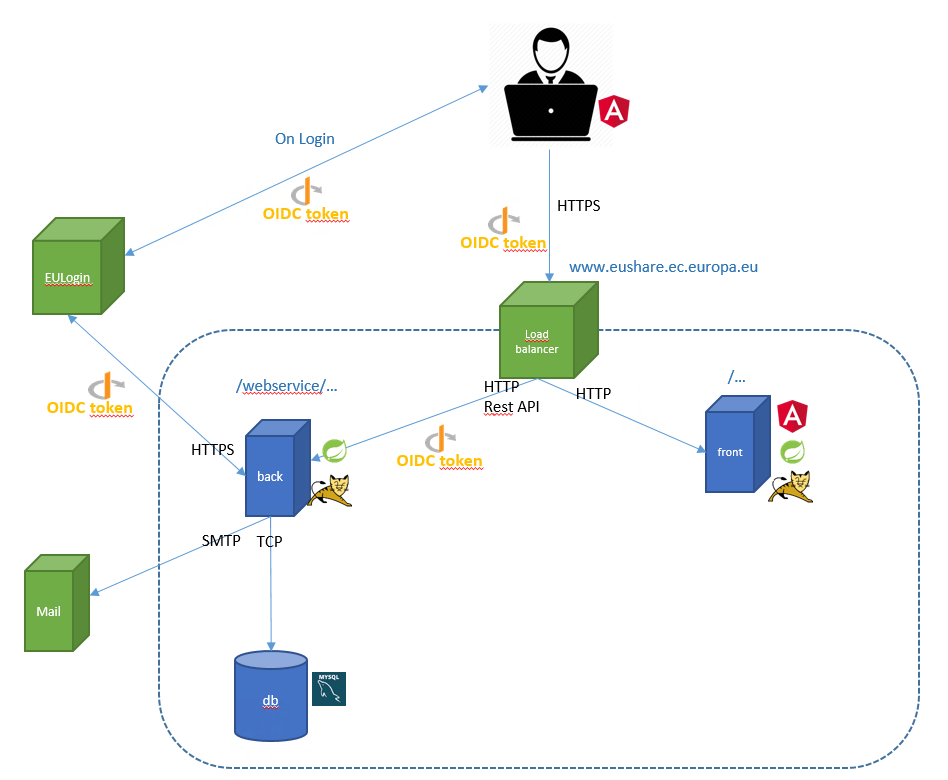 A
On Login
OIDC token
HTTPS
OIDC token
www.eushare.ec.europa.eu
EULogin
Load
balancer
/webservice/...
/...
OIDC token
HTTP
Rest API
HTTP
A
HTTPS
OIDC token
back
front
SMTP
TCP
Mail
db
MYSQL